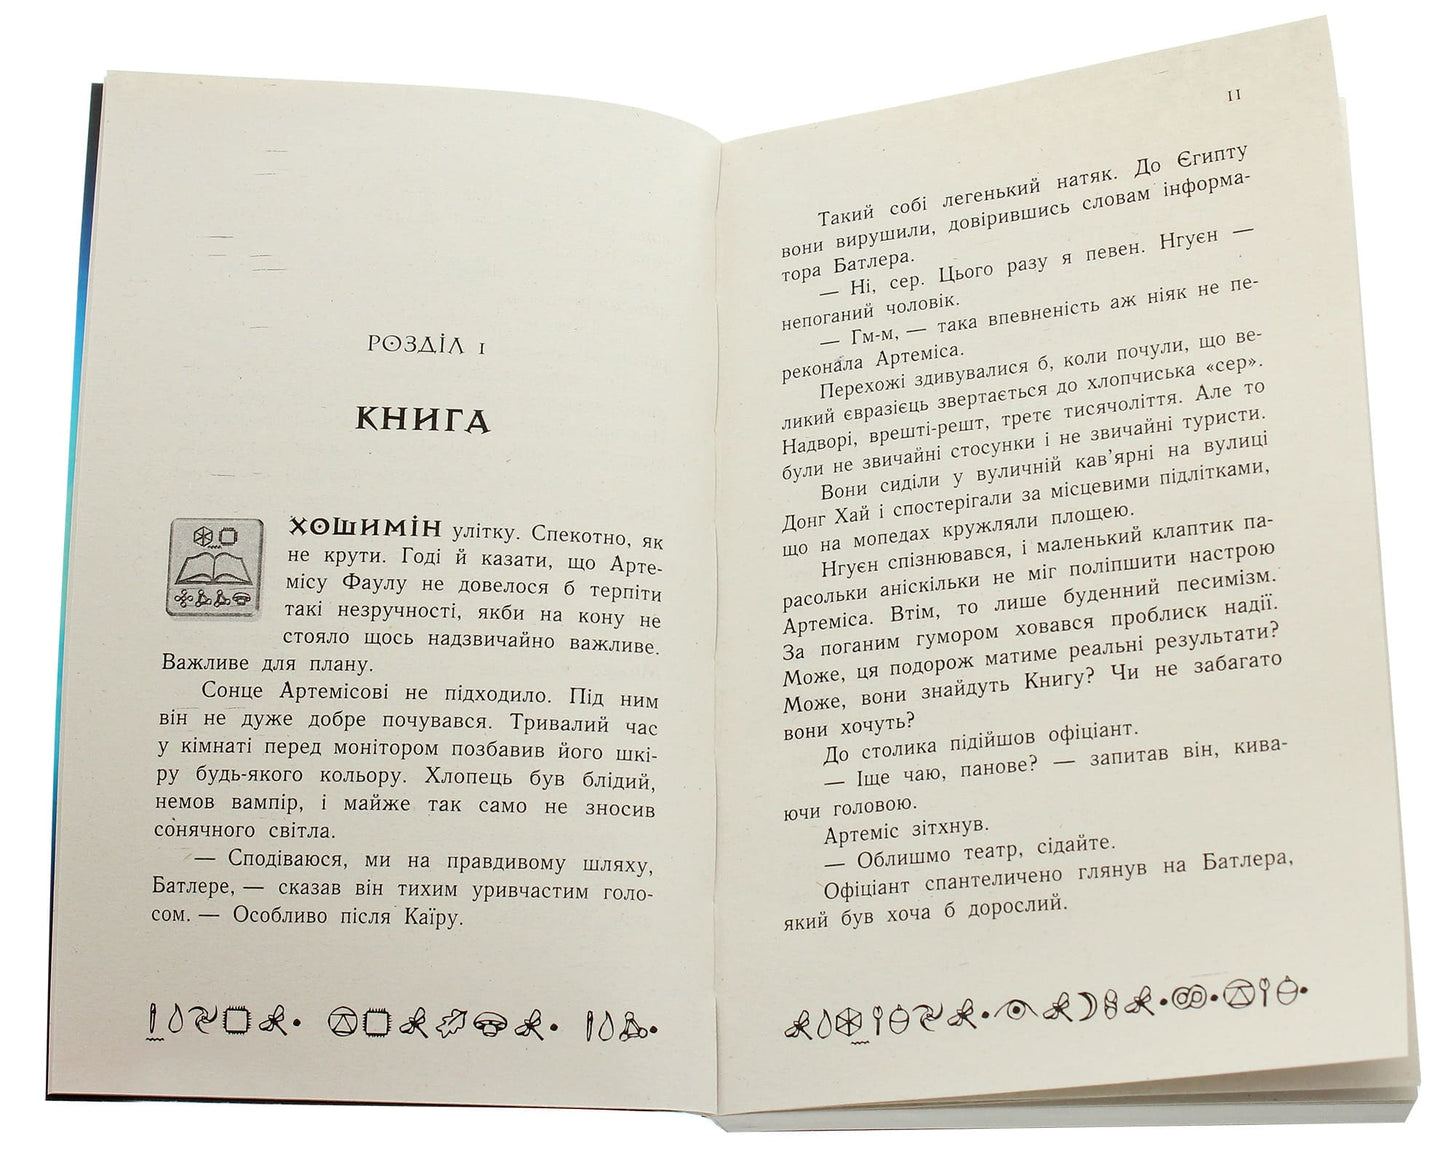 РОЗДІЛ I
КНИГА
ХОШИМІН улітку. Спекотно, як
не крути. Годі й казати, що Арте-
місу Фаулу не довелося б терпіти
такі незручності, якби на кону не
стояло щось надзвичайно важливе.
Важливе для плану.
Сонце Артемісові не підходило. Під ним
він не дуже добре почувався. Тривалий час
у кімнаті перед монітором позбавив його шкі-
ру будь-якого кольору. Хлопець був блідий,
немов вампір, і майже так само не зносив
сонячного світла.
— Сподіваюся, ми на правдивому шляху,
Батлере, — сказав він тихим уривчастим голо-
сом. — Особливо після Каїру.
11
Такий собі легенький натяк. До Єгипту
вони вирушили, довірившись словам інформа-
тора Батлера.
— Ні, сер. Цього разу я певен. Нгуєн —
непоганий чоловік.
— Гм-м, — така впевненість аж ніяк не пе-
реконала Артеміса.
Перехожі здивувалися б, коли почули, що ве-
ликий євразієць звертається до хлопчиська «сер».
Надворі, врешті-решт, третє тисячоліття. Але то
були не звичайні стосунки і не звичайні туристи.
Вони сиділи у вуличній кав’ярні на вулиці
Донг Хай і спостерігали за місцевими підлітками,
що на мопедах кружляли площею.
Нгуєн спізнювався, і маленький клаптик па-
расольки аніскільки не міг поліпшити настрою
Артеміса. Втім, то лише буденний песимізм.
За поганим гумором ховався проблиск надії.
Може, ця подорож матиме реальні результати?
Може, вони знайдуть Книгу? Чи не забагато
вони хочуть?
До столика підійшов офіціант.
— Іще чаю, панове? — запитав він, кива-
ючи головою.
Артеміс зітхнув.
— Облишмо театр, сідайте.
Офіціант спантеличено глянув на Батлера,
який був хоча б дорослий.